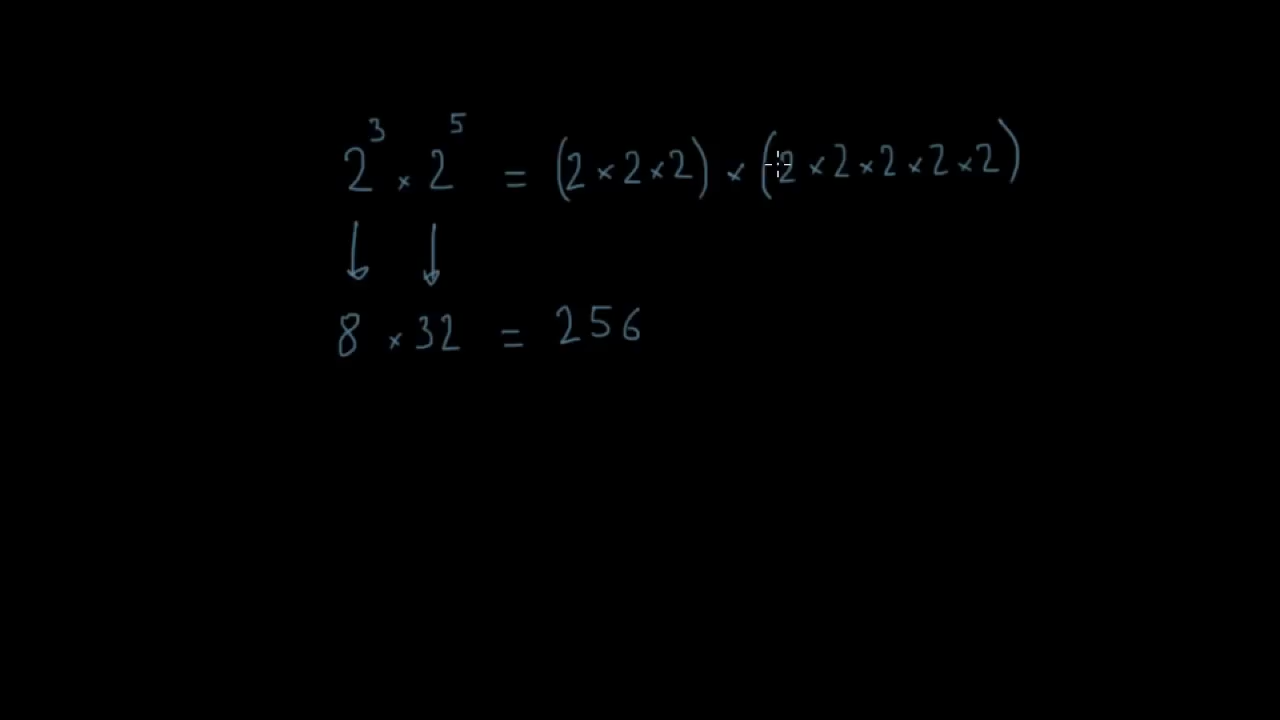 2³ × 2⁵ = (2 × 2 × 2) × (2 × 2 × 2 × 2 × 2)
↓ ↓
8 × 32 = 256